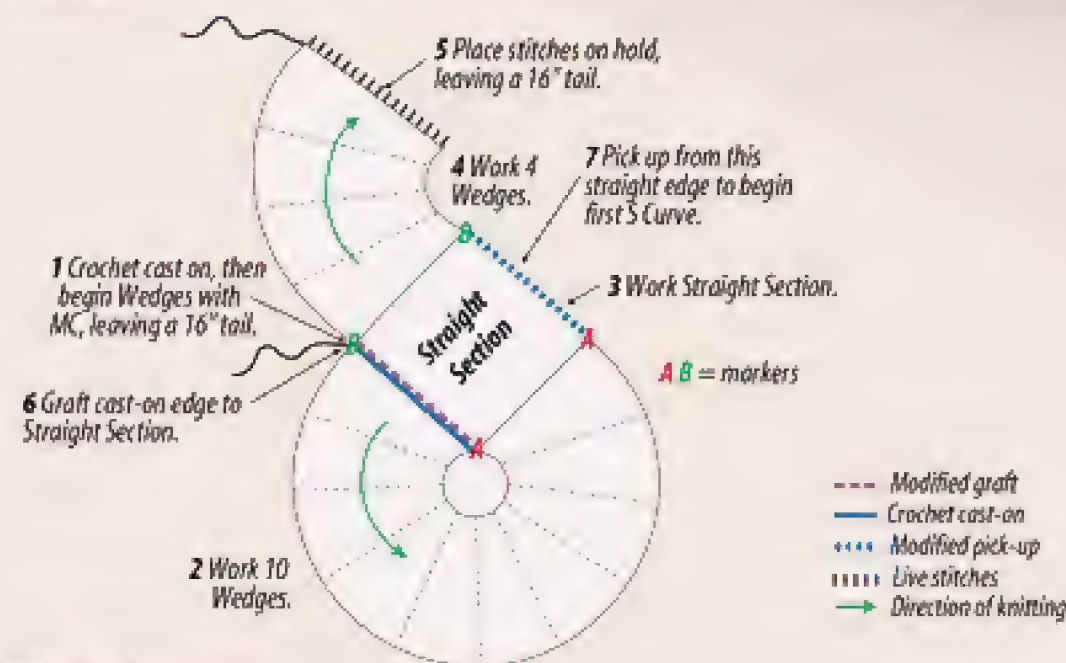 5 Place stitches on hold,
leaving a 16" tail.
4 Work 4
Wedges.
7 Pick up from this
straight edge to begin
first S Curve.
B
1 Crochet cast on, then
begin Wedges with
MC, leaving a 16" tail.
3 Work Straight Section.
Straight
Section
B
A
A B = markers
6 Graft cast-on edge to
Straight Section.
A
2 Work 10
Wedges.
Modified graft
Crochet cast-on
Modified pick-up
Live stitches
Direction of knitting